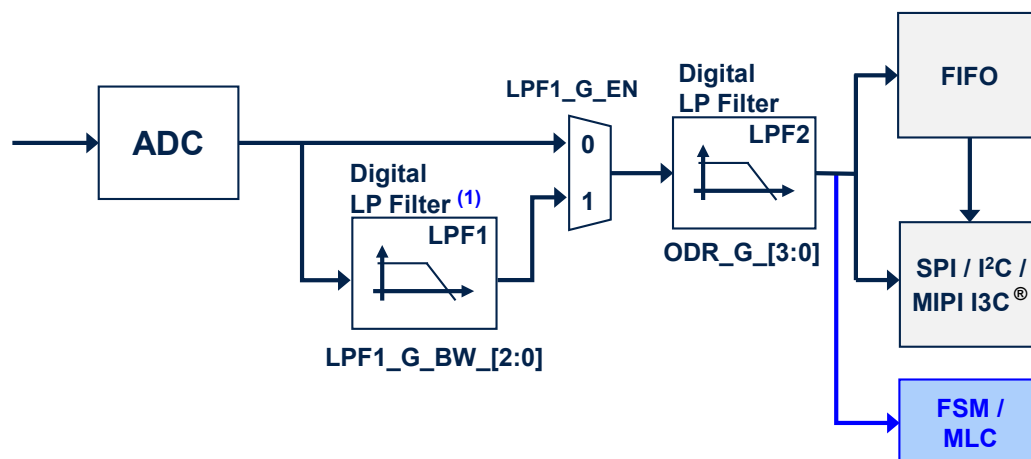 ADC
LPF1_G_EN
0
1
Digital
LP Filter (1)
LPF1
LPF1_G_BW_[2:0]
Digital
LP Filter
LPF2
ODR_G_[3:0]
FIFO
SPI / I²C /
MIPI I3C ®
FSM /
MLC